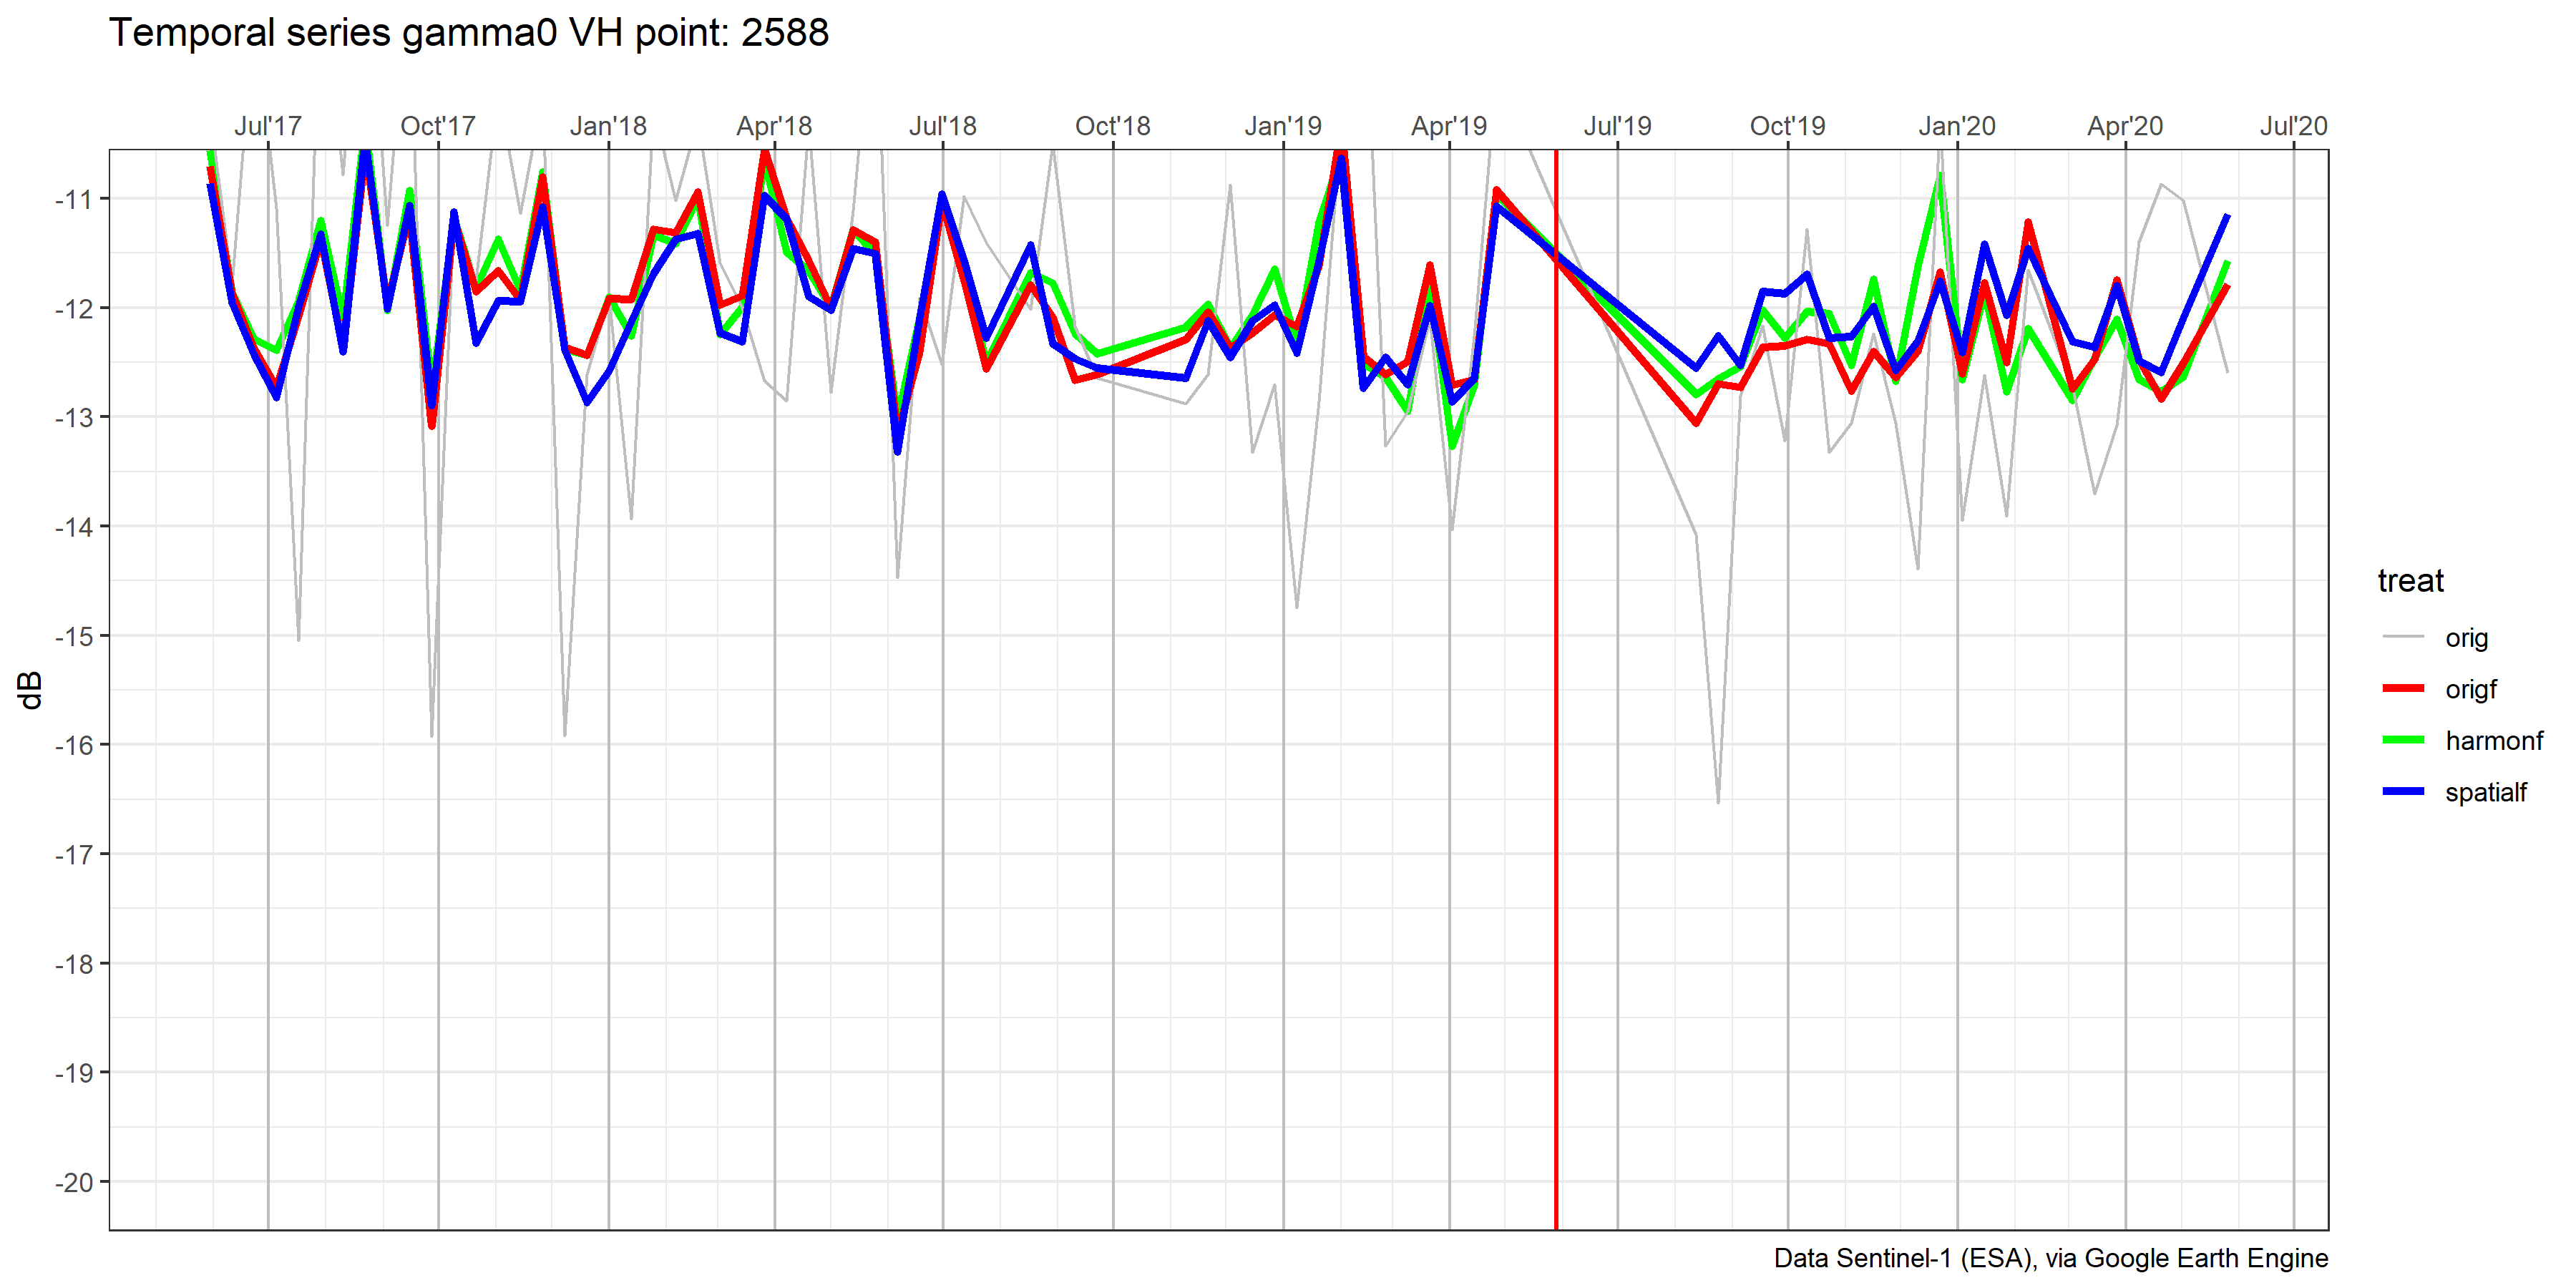 Temporal series gamma0 VH point: 2588
Jul'17 Oct'17 Jan'18 Apr'18 Jul'18 Oct'18 Jan'19 Apr'19 Jul'19 Oct'19 Jan'20 Apr'20 Jul'20
-11
-12
-13
-14
-15
-16
-17
-18
-19
-20
dB
treat
orig
origf
harmonf
spatialf
Data Sentinel-1 (ESA), via Google Earth Engine